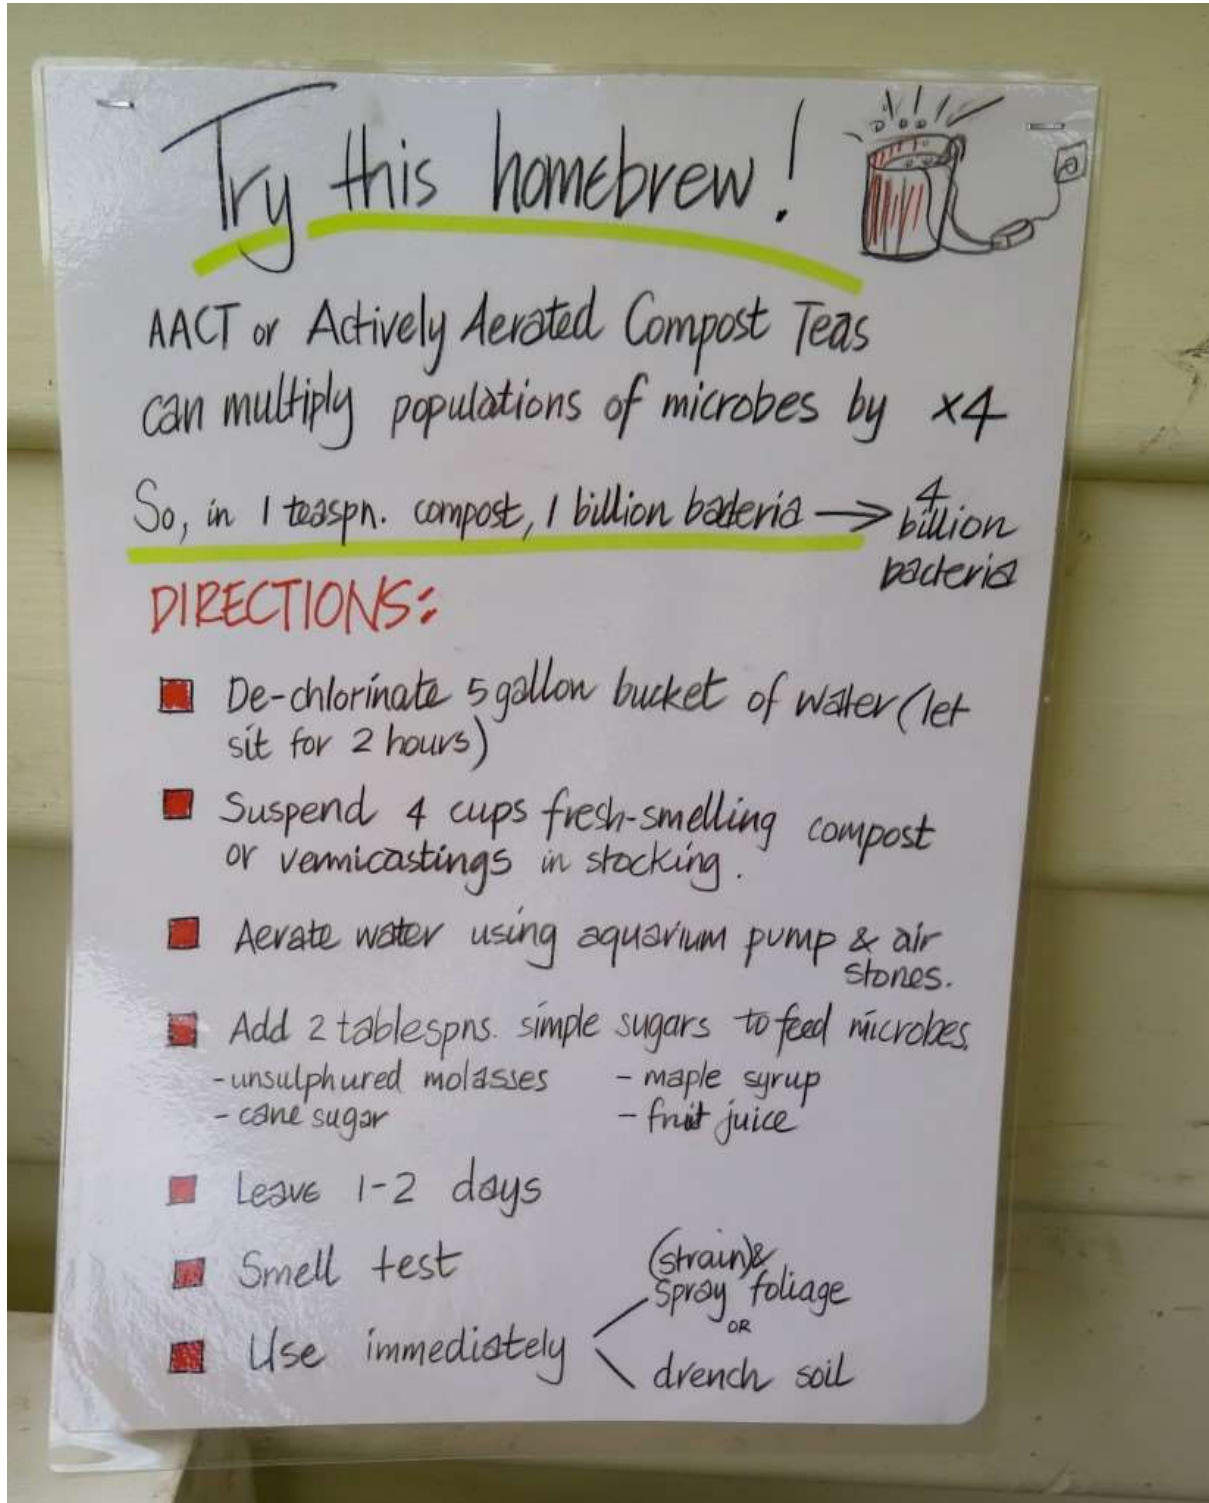 Try this homebrew!
AACT or Actively Aerated Compost Teas
can multiply populations of microbes by x4
So, in 1 teaspn. compost, 1 billion bacteria → 4
billion
bacteria
DIRECTIONS:
De-chlorinate 5 gallon bucket of water (let
sit for 2 hours)
Suspend 4 cups fresh-smelling compost
or vermicastings in stocking.
Aerate water using aquarium pump & air
stones.
Add 2 tablespns. simple sugars to feed microbes.
- unsulphured molasses - maple syrup
- cane sugar - fruit juice
Leave 1-2 days
Smell test
(strain) &
spray foliage
OR
Use immediately
drench soil